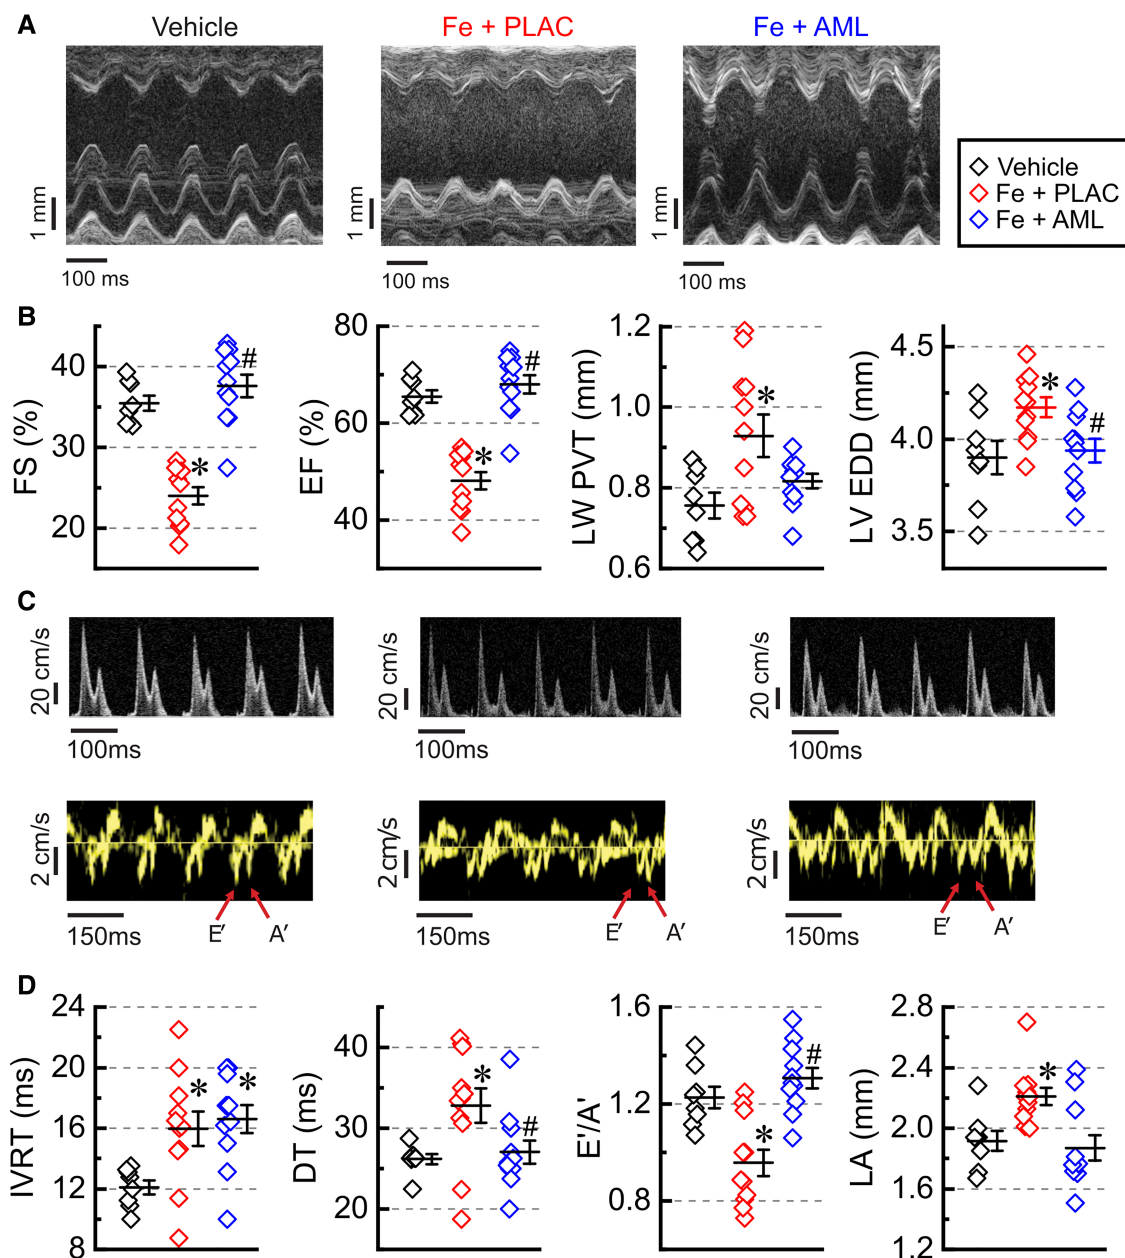 A
Vehicle
Fe + PLAC
Fe + AML
1 mm
100 ms
1 mm
100 ms
1 mm
100 ms
Vehicle
Fe + PLAC
Fe + AML
B
FS (%)
40
30
20
*
#
EF (%)
80
60
40
*
#
LW PVT (mm)
1.2
1.0
0.8
0.6
*
LV EDD (mm)
4.5
4.0
3.5
*
#
C
20 cm/s
100ms
20 cm/s
100ms
20 cm/s
100ms
2 cm/s
150ms
E′
A′
2 cm/s
150ms
E′
A′
2 cm/s
150ms
E′
A′
D
IVRT (ms)
24
20
16
12
8
*
*
DT (ms)
40
30
20
*
#
E'/A'
1.6
1.2
0.8
*
#
LA (mm)
2.8
2.4
2.0
1.6
1.2
*